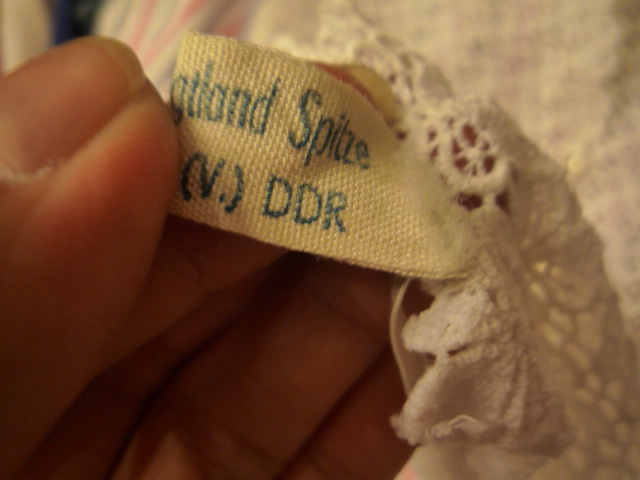 gtland Spitze
(V.) DDR